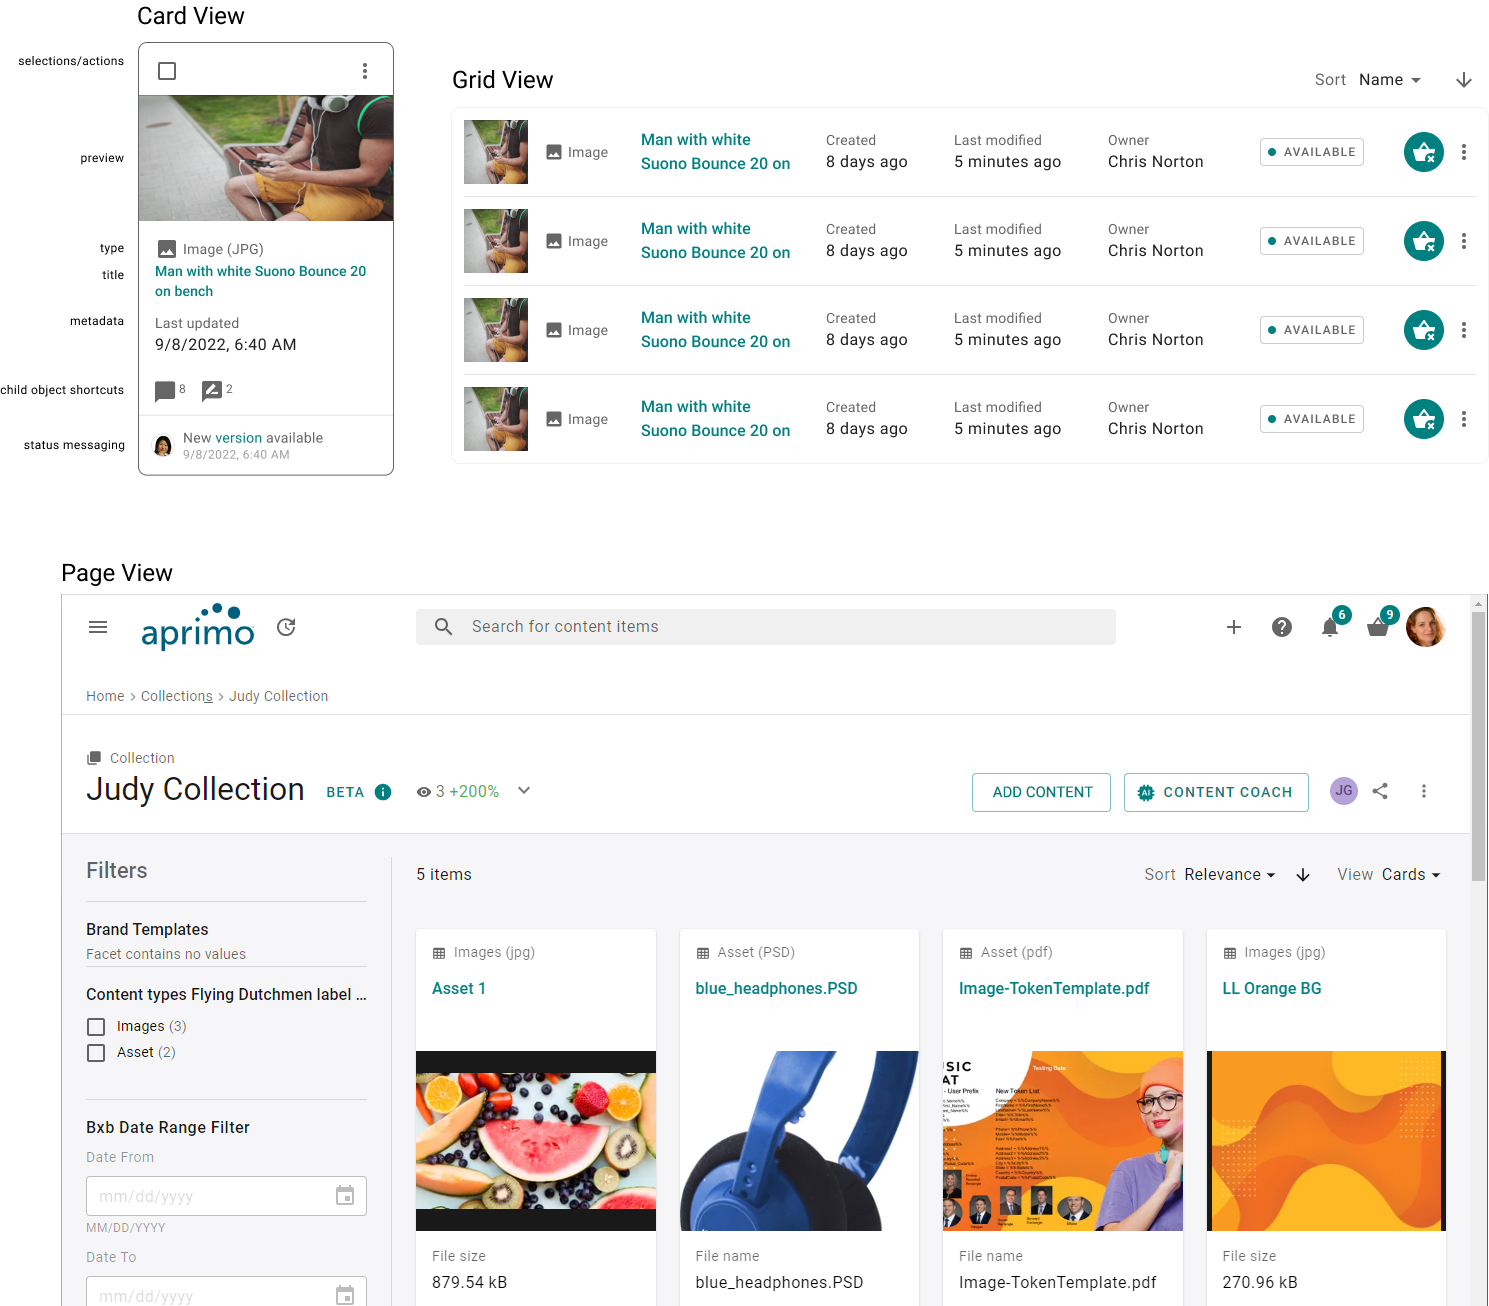 Card View
selections/actions
preview
type
Image (JPG)
title
Man with white Suono Bounce 20
on bench
metadata
Last updated
9/8/2022, 6:40 AM
child object shortcuts
8
2
status messaging
New version available
9/8/2022, 6:40 AM
Grid View
Sort Name
Image
Man with white
Suono Bounce 20 on
Created
8 days ago
Last modified
5 minutes ago
Owner
Chris Norton
AVAILABLE
Image
Man with white
Suono Bounce 20 on
Created
8 days ago
Last modified
5 minutes ago
Owner
Chris Norton
AVAILABLE
Image
Man with white
Suono Bounce 20 on
Created
8 days ago
Last modified
5 minutes ago
Owner
Chris Norton
AVAILABLE
Image
Man with white
Suono Bounce 20 on
Created
8 days ago
Last modified
5 minutes ago
Owner
Chris Norton
AVAILABLE
Page View
aprimo
Search for content items
6
9
Home > Collections > Judy Collection
Collection
Judy Collection
BETA
3 +200%
ADD CONTENT
AI CONTENT COACH
JG
Filters
5 items
Sort Relevance
View Cards
Brand Templates
Facet contains no values
Content types Flying Dutchmen label ...
Images (3)
Asset (2)
Bxb Date Range Filter
Date From
mm/dd/yyyy
MM/DD/YYYY
Date To
mm/dd/yyyy
Images (jpg)
Asset 1
File size
879.54 kB
Asset (PSD)
blue_headphones.PSD
File name
blue_headphones.PSD
Asset (pdf)
Image-TokenTemplate.pdf
Testing Date
New Token List
- User Prefix
File name
Image-TokenTemplate.pdf
Images (jpg)
LL Orange BG
File size
270.96 kB